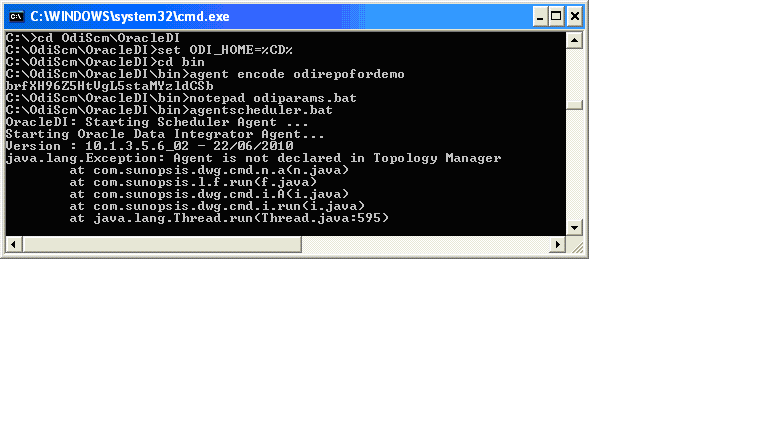 C:\WINDOWS\system32\cmd.exe
C:\>cd OdiScm\OracleDI
C:\OdiScm\OracleDI>set ODI_HOME=%CD%
C:\OdiScm\OracleDI>cd bin
C:\OdiScm\OracleDI\bin>agent encode odirepofordemo
brfXH96Z5HtVgL5staMYzldCSb
C:\OdiScm\OracleDI\bin>notepad odiparams.bat
C:\OdiScm\OracleDI\bin>agentscheduler.bat
OracleDI: Starting Scheduler Agent ...
Starting Oracle Data Integrator Agent...
Version : 10.1.3.5.6_02 - 22/06/2010
java.lang.Exception: Agent is not declared in Topology Manager
at com.sunopsis.dwg.cmd.n.a(n.java)
at com.sunopsis.l.f.run(f.java)
at com.sunopsis.dwg.cmd.i.A(i.java)
at com.sunopsis.dwg.cmd.i.run(i.java)
at java.lang.Thread.run(Thread.java:595)